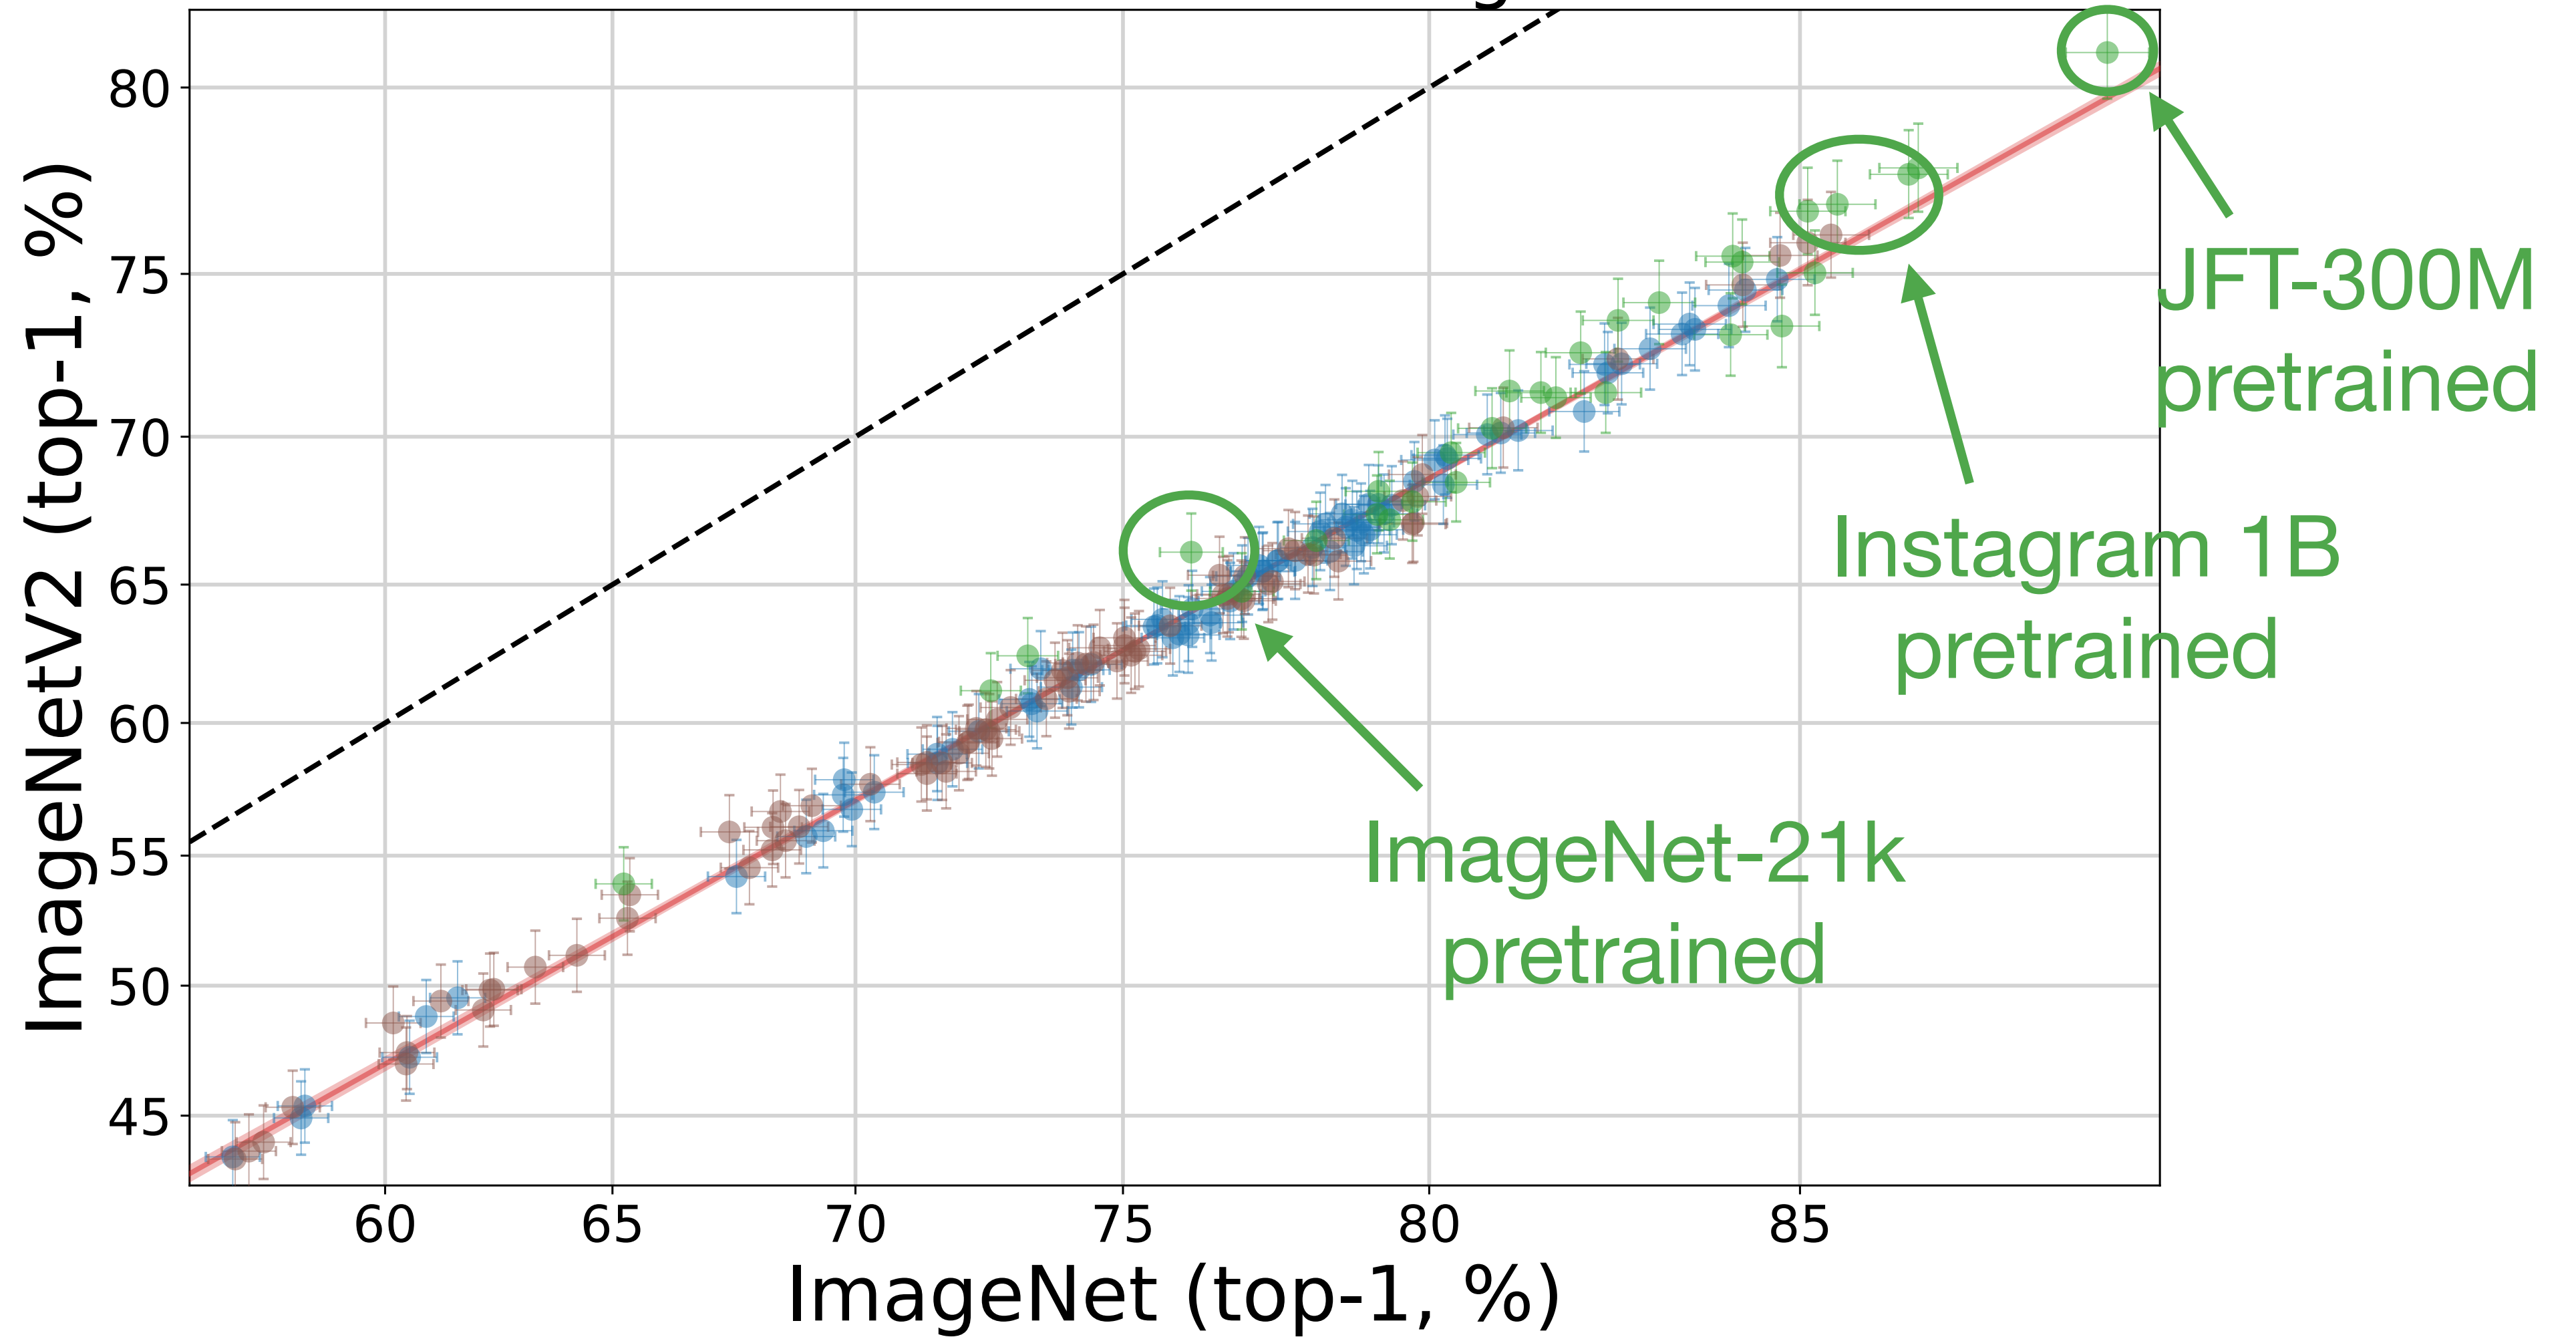 80
75
70
65
60
55
50
45
ImageNetV2 (top-1, %)
60 65 70 75 80 85
ImageNet (top-1, %)
JFT-300M
pretrained
Instagram 1B
pretrained
ImageNet-21k
pretrained